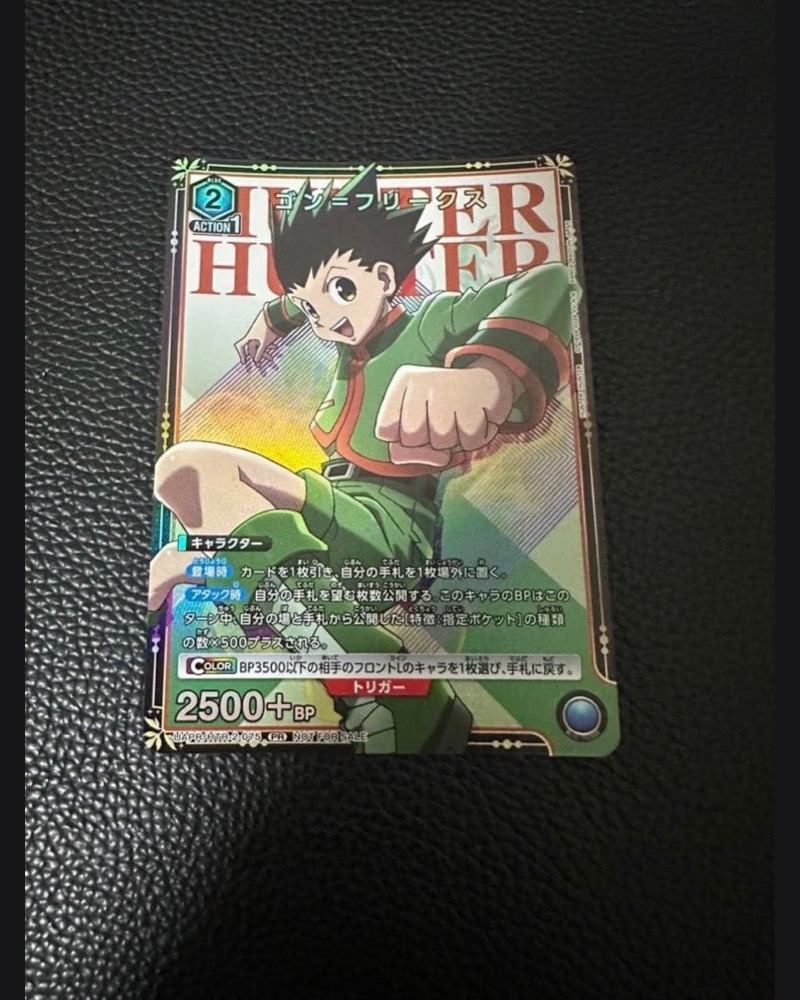 BLUE
2
ACTION 1
HUNTER
HUNTER
ゴン=フリークス
キャラクター
登場時 カードを1枚引き、自分の手札を1枚場外に置く。
アタック時 自分の手札を望む枚数公開する。このキャラのBPはこの
ターン中、自分の場と手札から公開した[特徴:指定ポケット]の種類
の数×500プラスされる。
COLOR BP3500以下の相手のフロントLのキャラを1枚選び、手札に戻す。
トリガー
2500+BP
UAPR/HTR-2-075 PR NOT FOR SALE